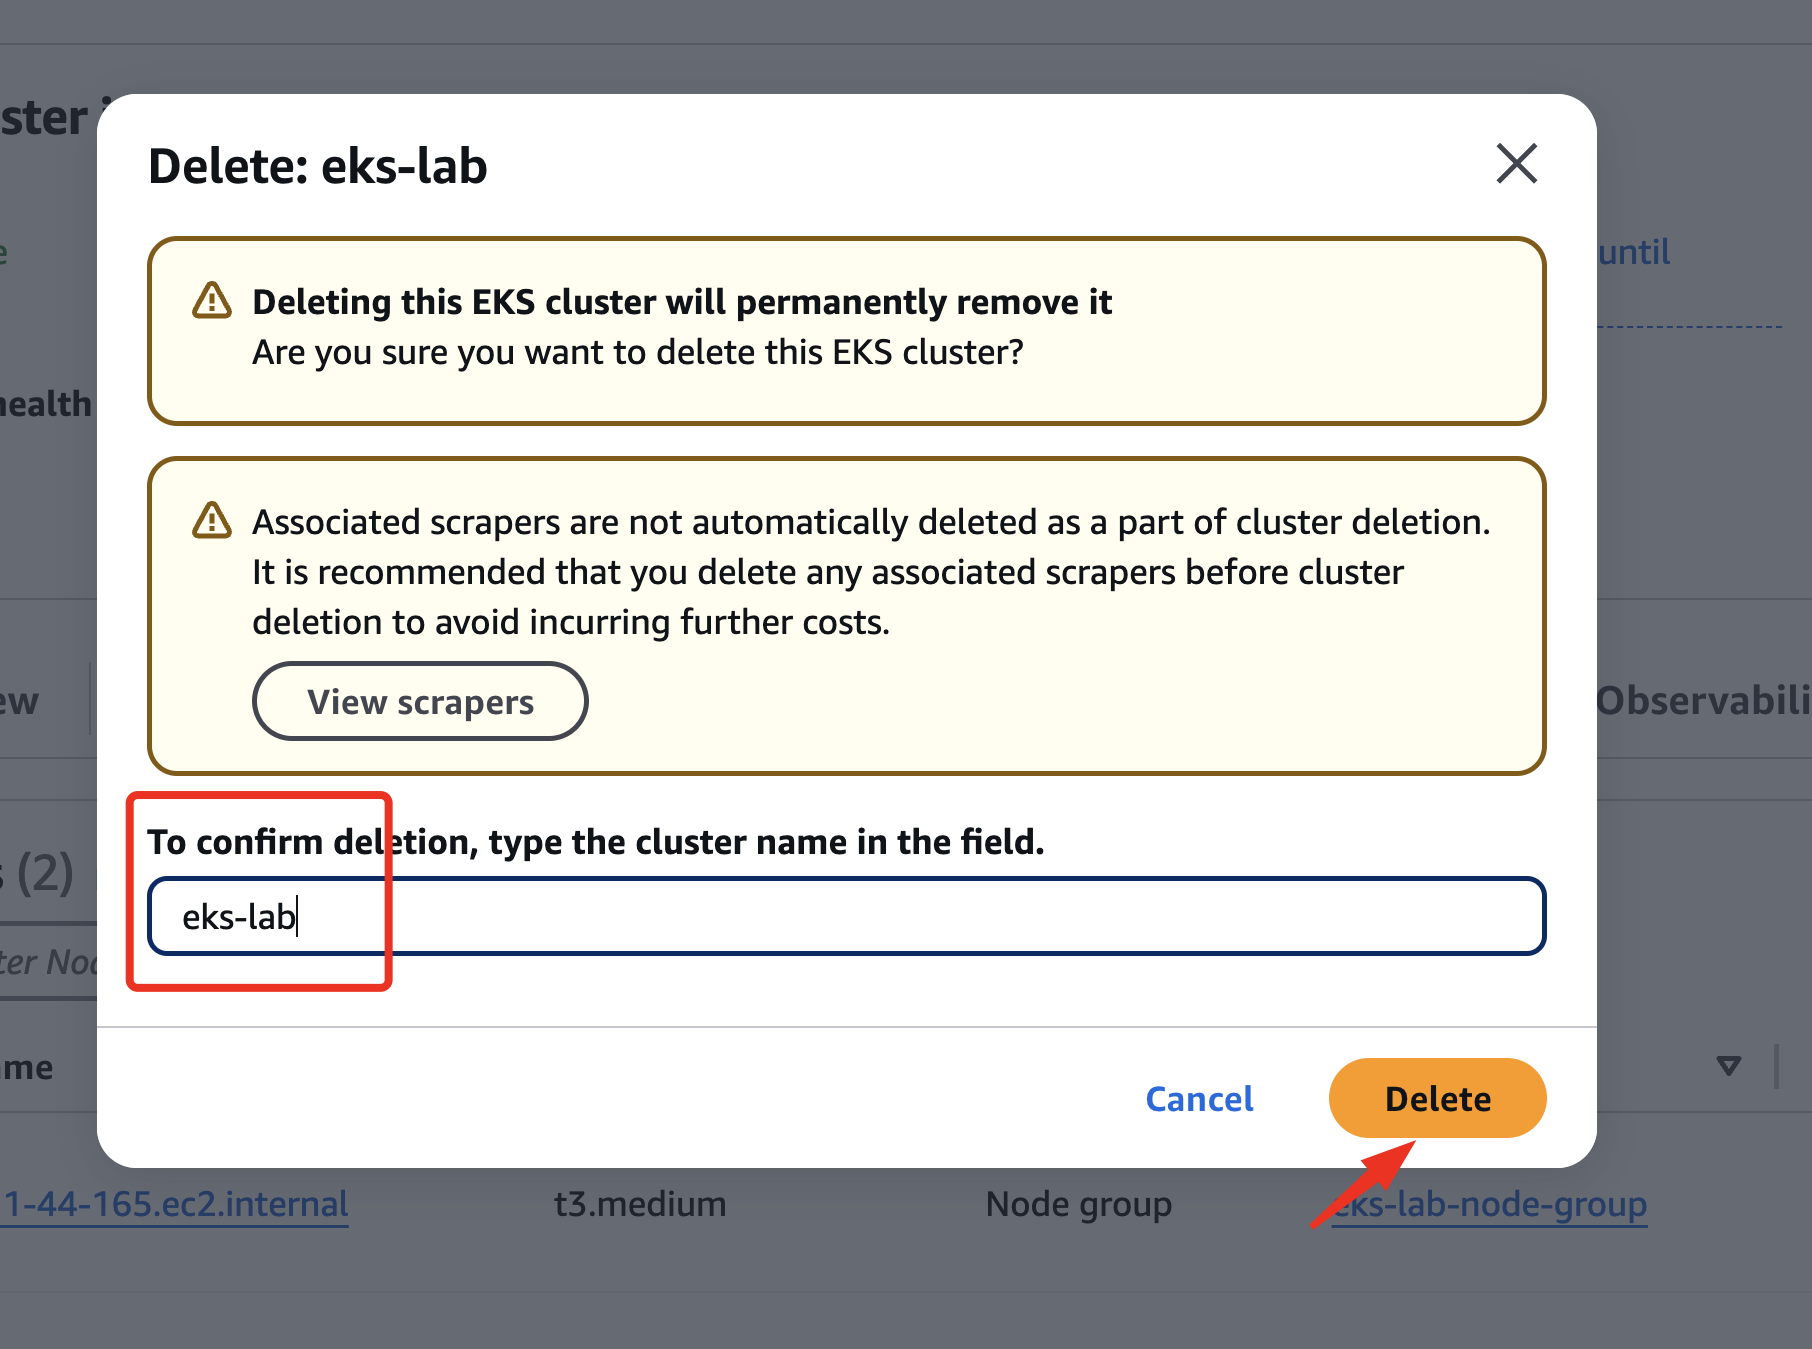 ster
Delete: eks-lab
Deleting this EKS cluster will permanently remove it
until
Are you sure you want to delete this EKS cluster?
health
Associated scrapers are not automatically deleted as a part of cluster deletion.
It is recommended that you delete any associated scrapers before cluster
deletion to avoid incurring further costs.
ew
View scrapers
Observabili
To confirm deletion, type the cluster name in the field.
s (2)
eks-lab
ter Noc
me
Cancel
Delete
1-44-165.ec2.internal t3.medium Node group eks-lab-node-group